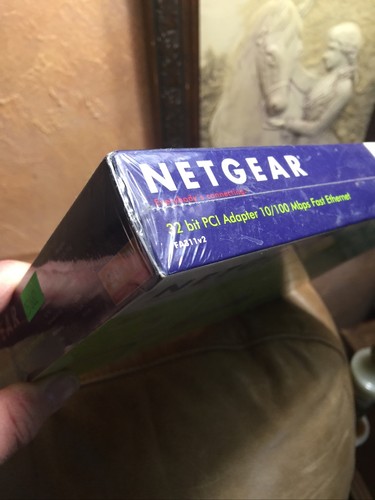 NETGEAR
32 bit PCI Adapter 10/100 Mbps Fast Ethernet
FA311v2